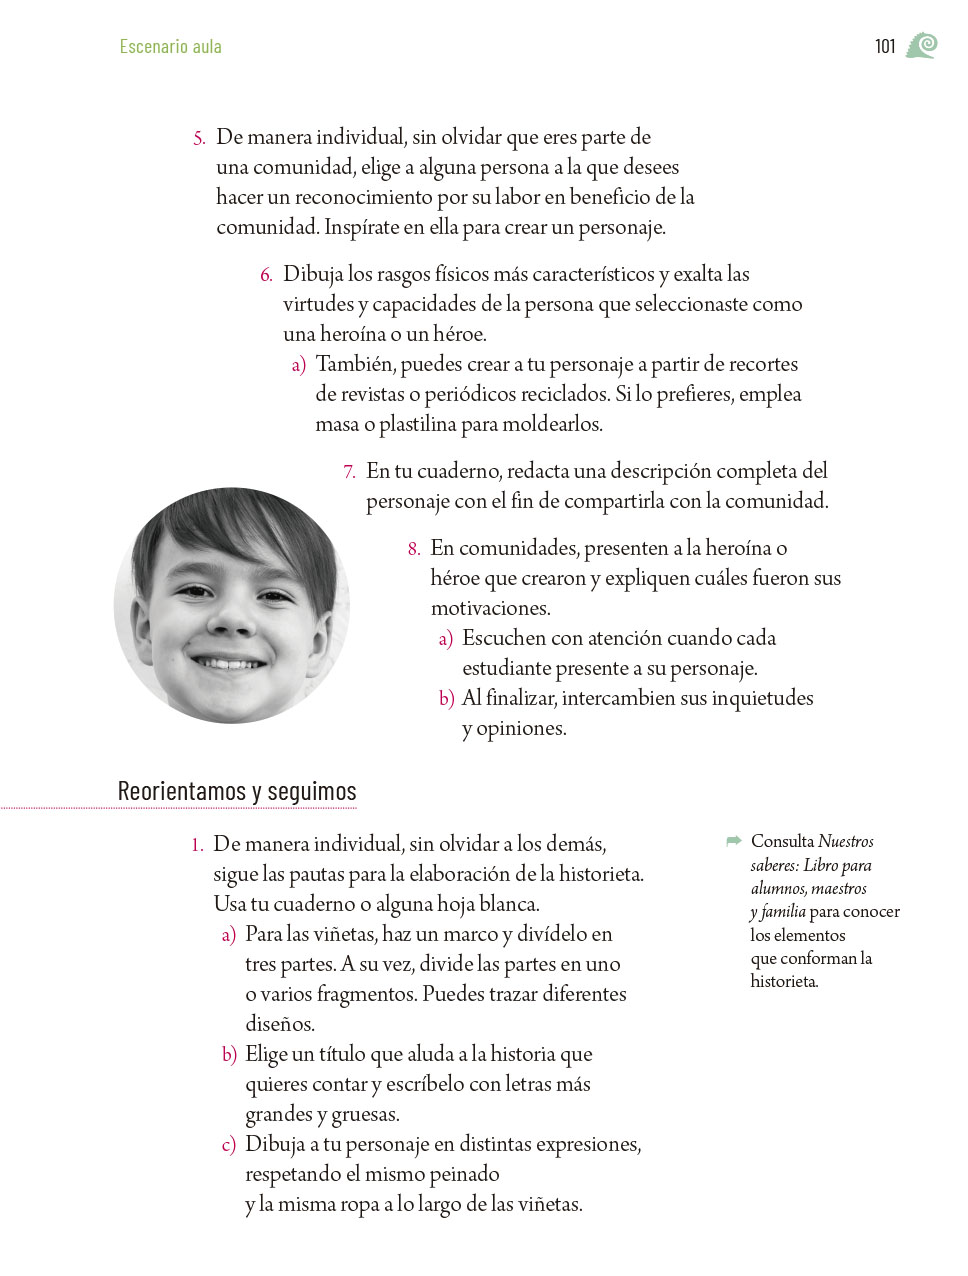 Escenario aula
101
5. De manera individual, sin olvidar que eres parte de
una comunidad, elige a alguna persona a la que desees
hacer un reconocimiento por su labor en beneficio de la
comunidad. Inspírate en ella para crear un personaje.
6. Dibuja los rasgos físicos más característicos y exalta las
virtudes y capacidades de la persona que seleccionaste como
una heroína o un héroe.
a) También, puedes crear a tu personaje a partir de recortes
de revistas o periódicos reciclados. Si lo prefieres, emplea
masa o plastilina para moldearlos.
7. En tu cuaderno, redacta una descripción completa del
personaje con el fin de compartirla con la comunidad.
8. En comunidades, presenten a la heroína o
héroe que crearon y expliquen cuáles fueron sus
motivaciones.
a) Escuchen con atención cuando cada
estudiante presente a su personaje.
b) Al finalizar, intercambien sus inquietudes
y opiniones.
Reorientamos y seguimos
1. De manera individual, sin olvidar a los demás,
sigue las pautas para la elaboración de la historieta.
Usa tu cuaderno o alguna hoja blanca.
a) Para las viñetas, haz un marco y divídelo en
tres partes. A su vez, divide las partes en uno
o varios fragmentos. Puedes trazar diferentes
diseños.
b) Elige un título que aluda a la historia que
quieres contar y escríbelo con letras más
grandes y gruesas.
c) Dibuja a tu personaje en distintas expresiones,
respetando el mismo peinado
y la misma ropa a lo largo de las viñetas.
Consulta Nuestros
saberes: Libro para
alumnos, maestros
y familia para conocer
los elementos
que conforman la
historieta.